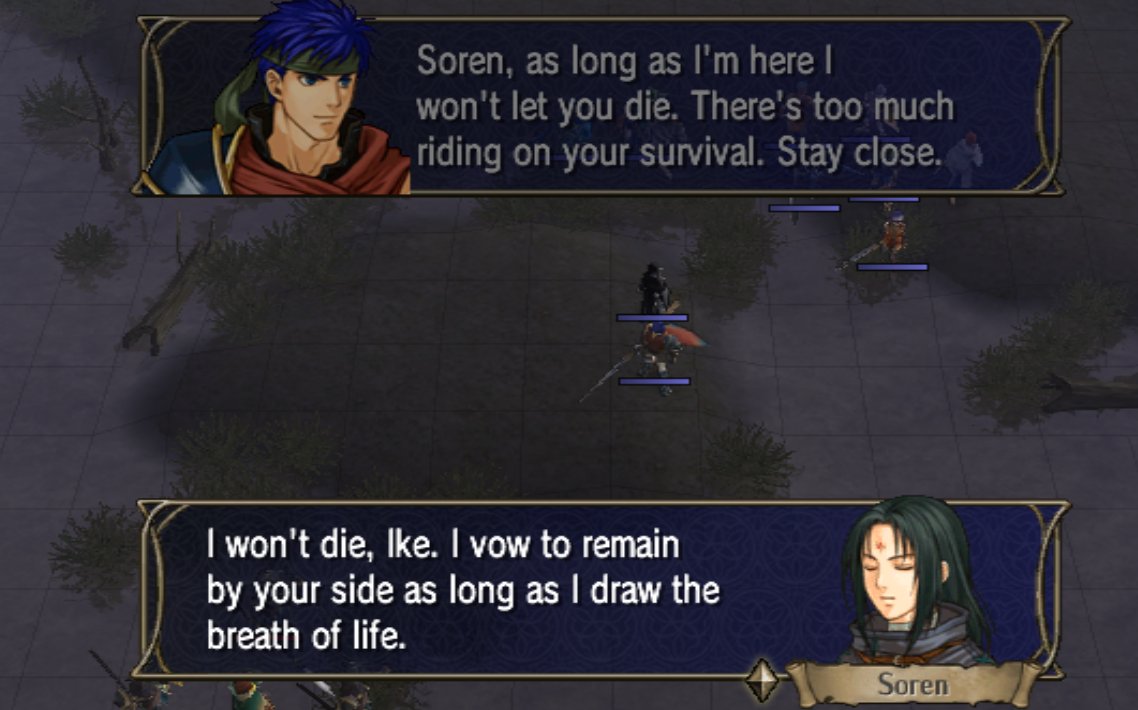 Soren, as long as I'm here I
won't let you die. There's too much
riding on your survival. Stay close.
I won't die, Ike. I vow to remain
by your side as long as I draw the
breath of life.
Soren